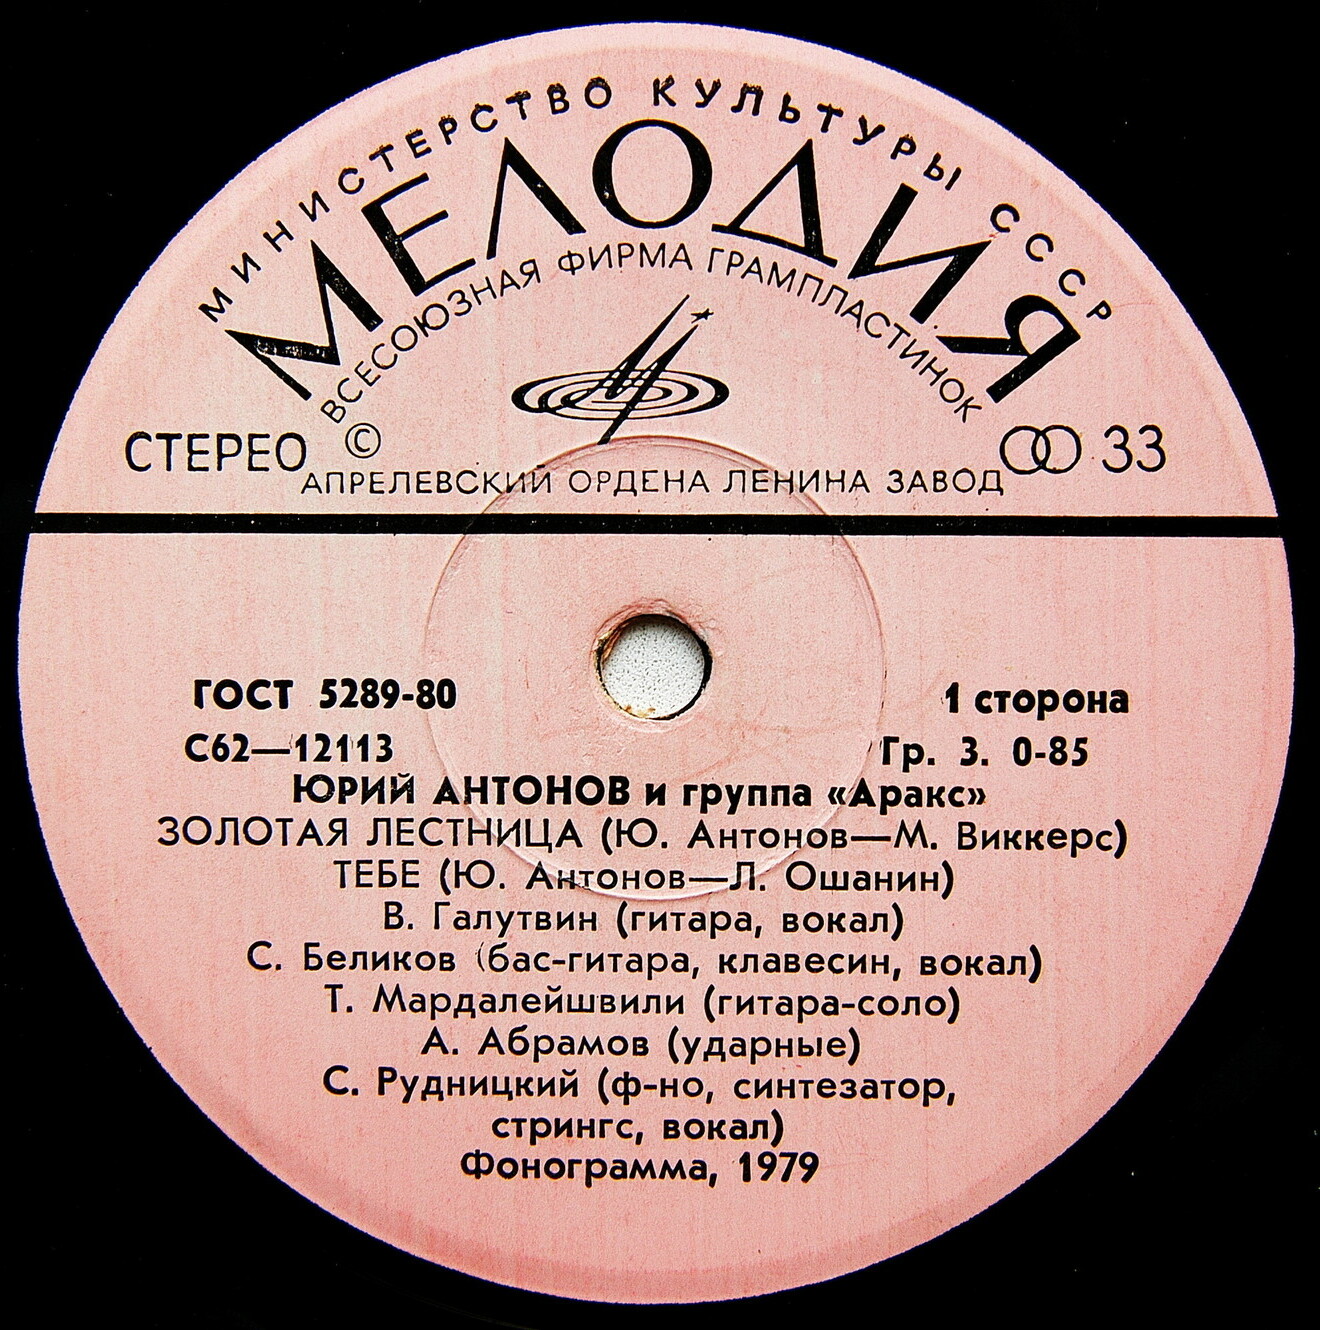 МИНИСТЕРСТВО КУЛЬТУРЫ СССР
МЕЛОДИЯ
ВСЕСОЮЗНАЯ ФИРМА ГРАМПЛАСТИНОК
СТЕРЕО © 33
АПРЕЛЕВСКИЙ ОРДЕНА ЛЕНИНА ЗАВОД
ГОСТ 5289-80 1 сторона
С62—12113 Гр. 3. 0-85
ЮРИЙ АНТОНОВ и группа «Аракс»
ЗОЛОТАЯ ЛЕСТНИЦА (Ю. Антонов—М. Виккерс)
ТЕБЕ (Ю. Антонов—Л. Ошанин)
В. Галутвин (гитара, вокал)
С. Беликов (бас-гитара, клавесин, вокал)
Т. Мардалейшвили (гитара-соло)
А. Абрамов (ударные)
С. Рудницкий (ф-но, синтезатор,
стрингс, вокал)
Фонограмма, 1979